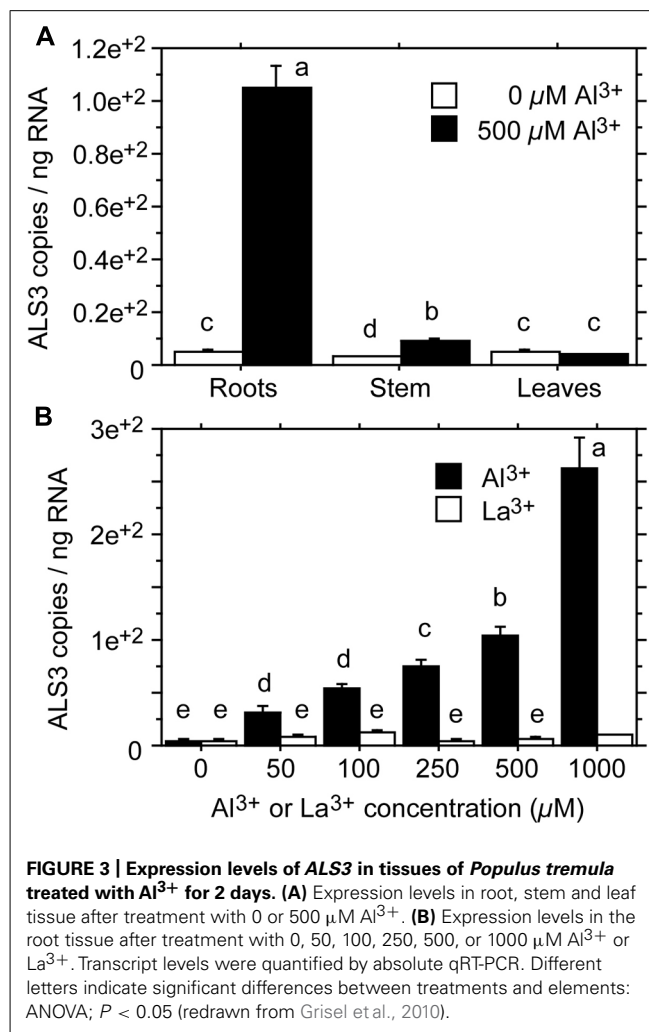 A
1.2e+2
1.0e+2
0.8e+2
0.6e+2
0.4e+2
0.2e+2
0
ALS3 copies / ng RNA
0 µM Al3+
500 µM Al3+
a
c
d
b
c
c
Roots Stem Leaves
B
3e+2
2e+2
1e+2
0
ALS3 copies / ng RNA
Al3+
La3+
e e d e d e c e b e a
0 50 100 250 500 1000
Al3+ or La3+ concentration (µM)
FIGURE 3 | Expression levels of ALS3 in tissues of Populus tremula
treated with Al3+ for 2 days. (A) Expression levels in root, stem and leaf
tissue after treatment with 0 or 500 µM Al3+. (B) Expression levels in the
root tissue after treatment with 0, 50, 100, 250, 500, or 1000 µM Al3+ or
La3+. Transcript levels were quantified by absolute qRT-PCR. Different
letters indicate significant differences between treatments and elements:
ANOVA; P < 0.05 (redrawn from Grisel et al., 2010).